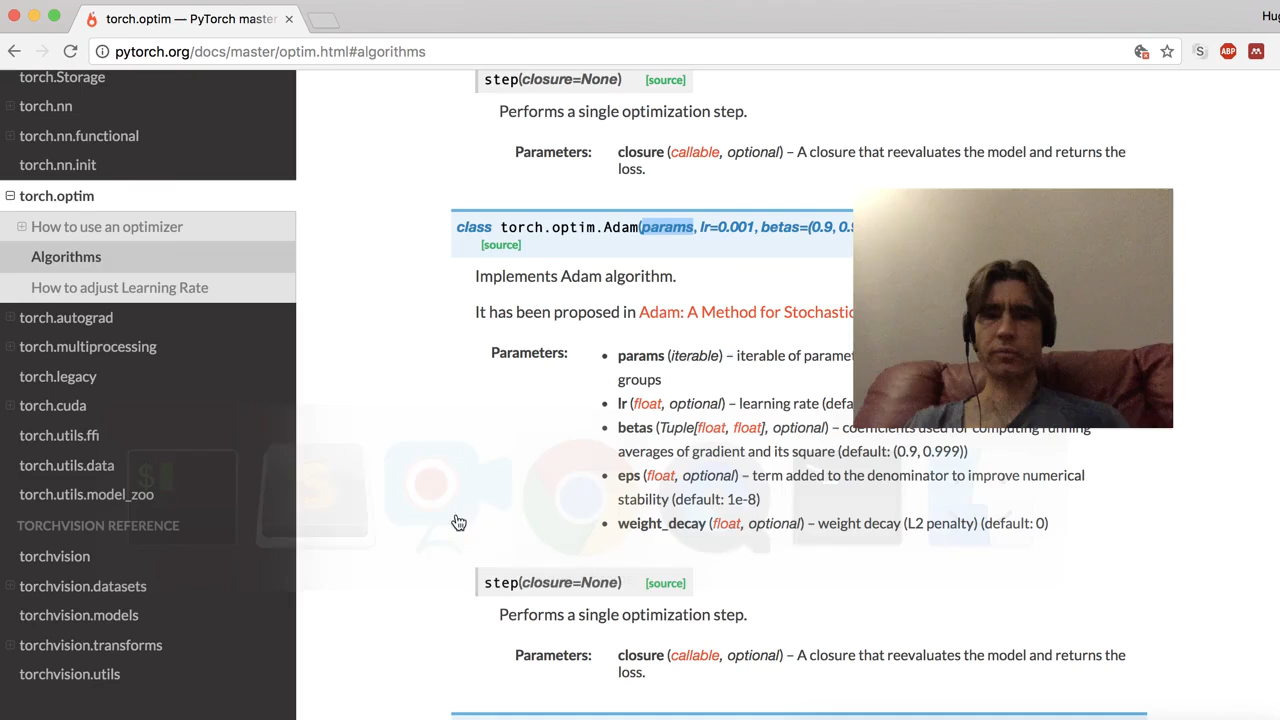 torch.optim — PyTorch master
Hug
pytorch.org/docs/master/optim.html#algorithms
S ABP
torch.Storage
torch.nn
torch.nn.functional
torch.nn.init
torch.optim
How to use an optimizer
Algorithms
How to adjust Learning Rate
torch.autograd
torch.multiprocessing
torch.legacy
torch.cuda
torch.utils.ffi
torch.utils.data
torch.utils.model_zoo
TORCHVISION REFERENCE
torchvision
torchvision.datasets
torchvision.models
torchvision.transforms
torchvision.utils
step(closure=None) [source]
Performs a single optimization step.
Parameters: closure (callable, optional) – A closure that reevaluates the model and returns the
loss.
class torch.optim.Adam(params, lr=0.001, betas=(0.9, 0.9
[source]
Implements Adam algorithm.
It has been proposed in Adam: A Method for Stochastic
Parameters: • params (iterable) – iterable of paramet
groups
• lr (float, optional) – learning rate (defa
• betas (Tuple[float, float], optional) – coefficients used for computing running
averages of gradient and its square (default: (0.9, 0.999))
• eps (float, optional) – term added to the denominator to improve numerical
stability (default: 1e-8)
• weight_decay (float, optional) – weight decay (L2 penalty) (default: 0)
step(closure=None) [source]
Performs a single optimization step.
Parameters: closure (callable, optional) – A closure that reevaluates the model and returns the
loss.